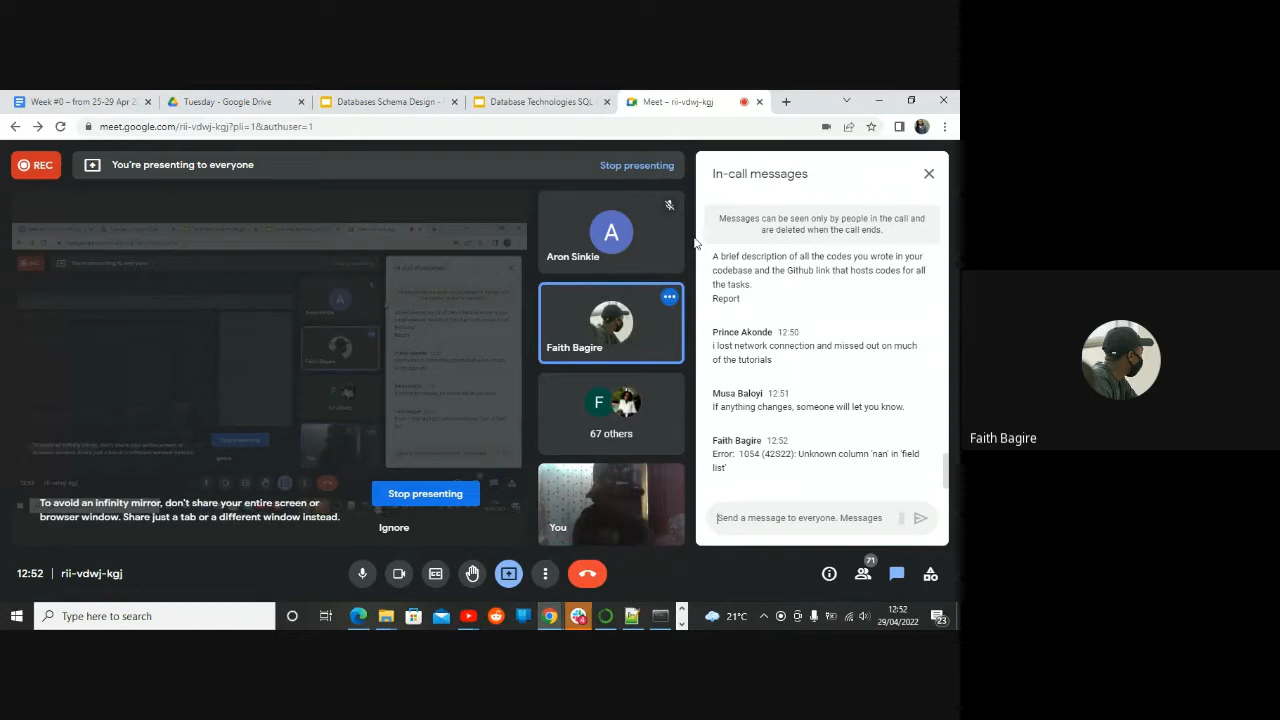 Week #0 – from 25-29 Apr 2
Tuesday - Google Drive
Databases Schema Design -
Database Technologies SQL -
Meet – rii-vdwj-kgj
meet.google.com/rii-vdwj-kgj?pli=1&authuser=1
REC
You're presenting to everyone
Stop presenting
A
Aron Sinkie
Faith Bagire
F
67 others
You
To avoid an infinity mirror, don't share your entire screen or
browser window. Share just a tab or a different window instead.
Stop presenting
Ignore
In-call messages
Messages can be seen only by people in the call and
are deleted when the call ends.
A brief description of all the codes you wrote in your
codebase and the Github link that hosts codes for all
the tasks.
Report
Prince Akonde 12:50
i lost network connection and missed out on much
of the tutorials
Musa Baloyi 12:51
If anything changes, someone will let you know.
Faith Bagire 12:52
Error: 1054 (42S22): Unknown column 'nan' in 'field
list'
Send a message to everyone. Messages
12:52 | rii-vdwj-kgj
71
Type here to search
21°C
12:52
29/04/2022
23
Faith Bagire